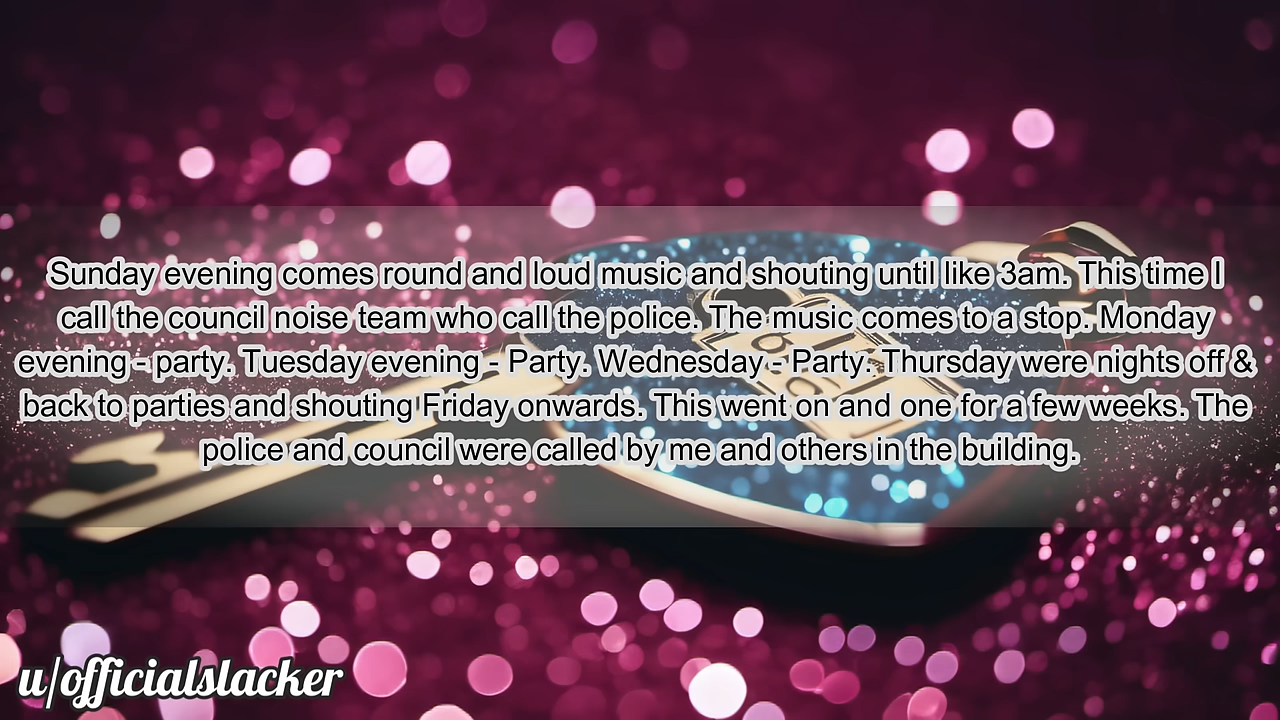 Sunday evening comes round and loud music and shouting until like 3am. This time I
call the council noise team who call the police. The music comes to a stop. Monday
evening - party. Tuesday evening - Party. Wednesday - Party. Thursday were nights off &
back to parties and shouting Friday onwards. This went on and one for a few weeks. The
police and council were called by me and others in the building.
u/officialslacker